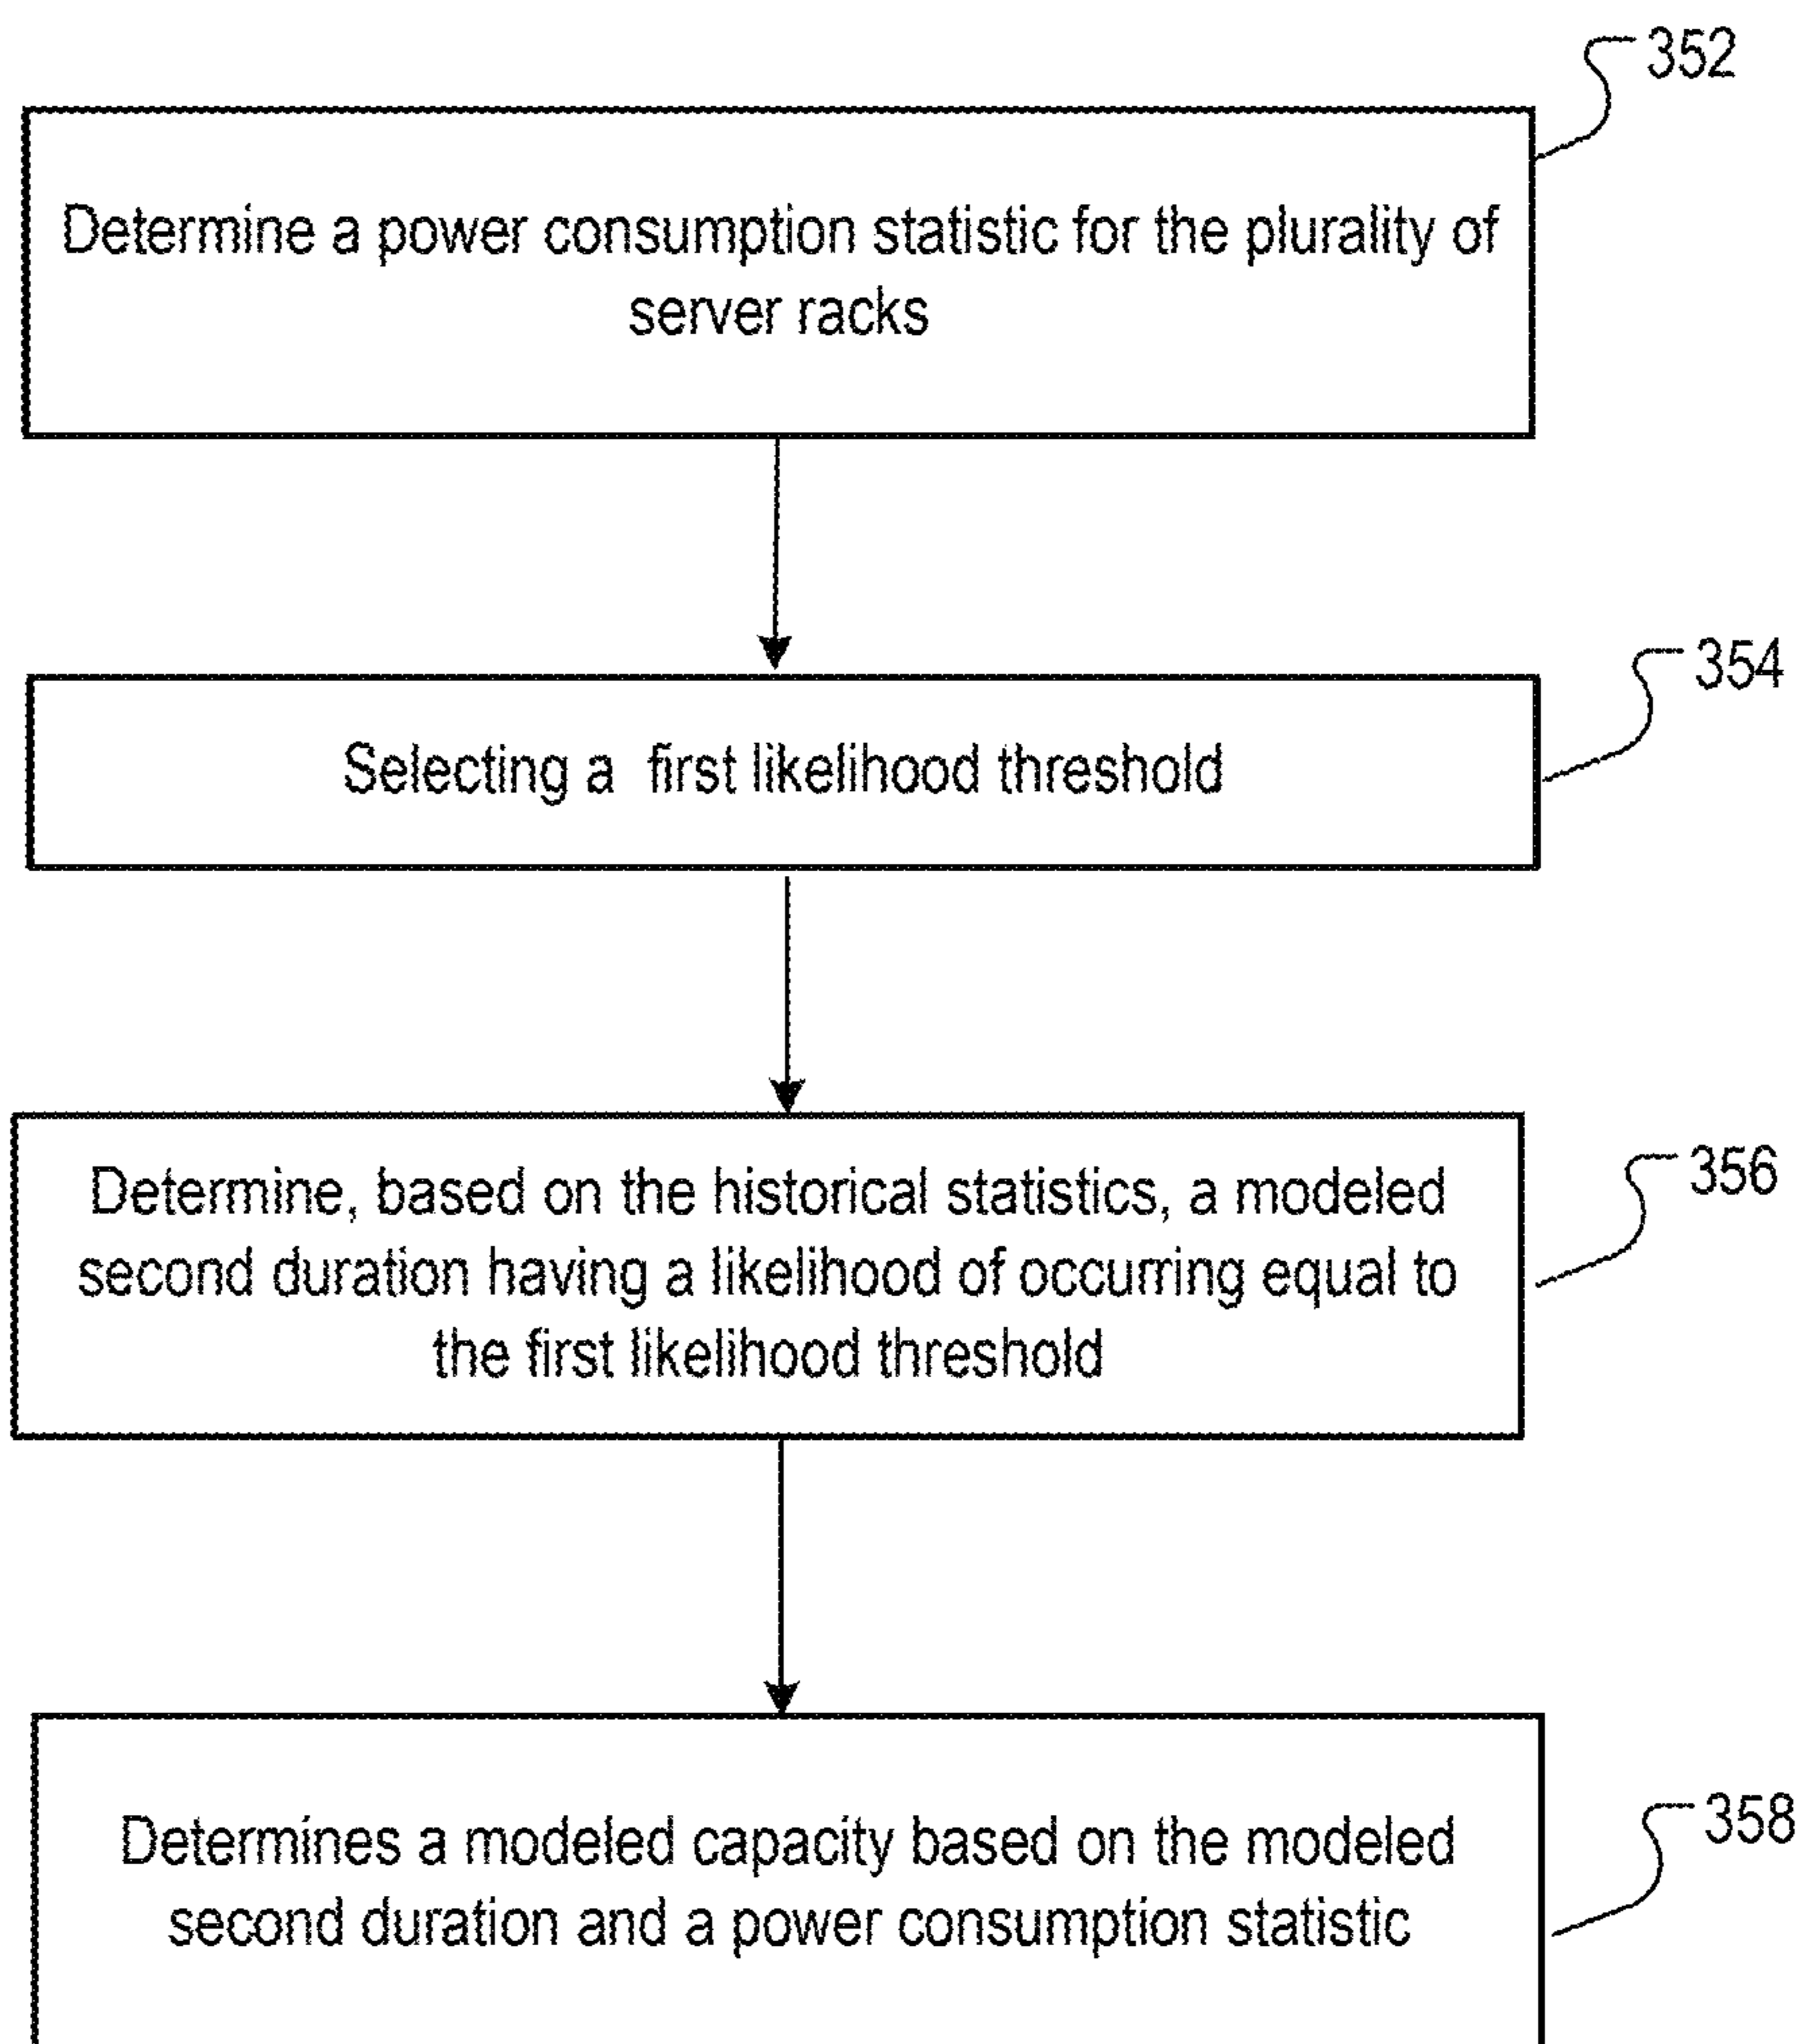 352
Determine a power consumption statistic for the plurality of
server racks
354
Selecting a first likelihood threshold
356
Determine, based on the historical statistics, a modeled
second duration having a likelihood of occurring equal to
the first likelihood threshold
358
Determines a modeled capacity based on the modeled
second duration and a power consumption statistic